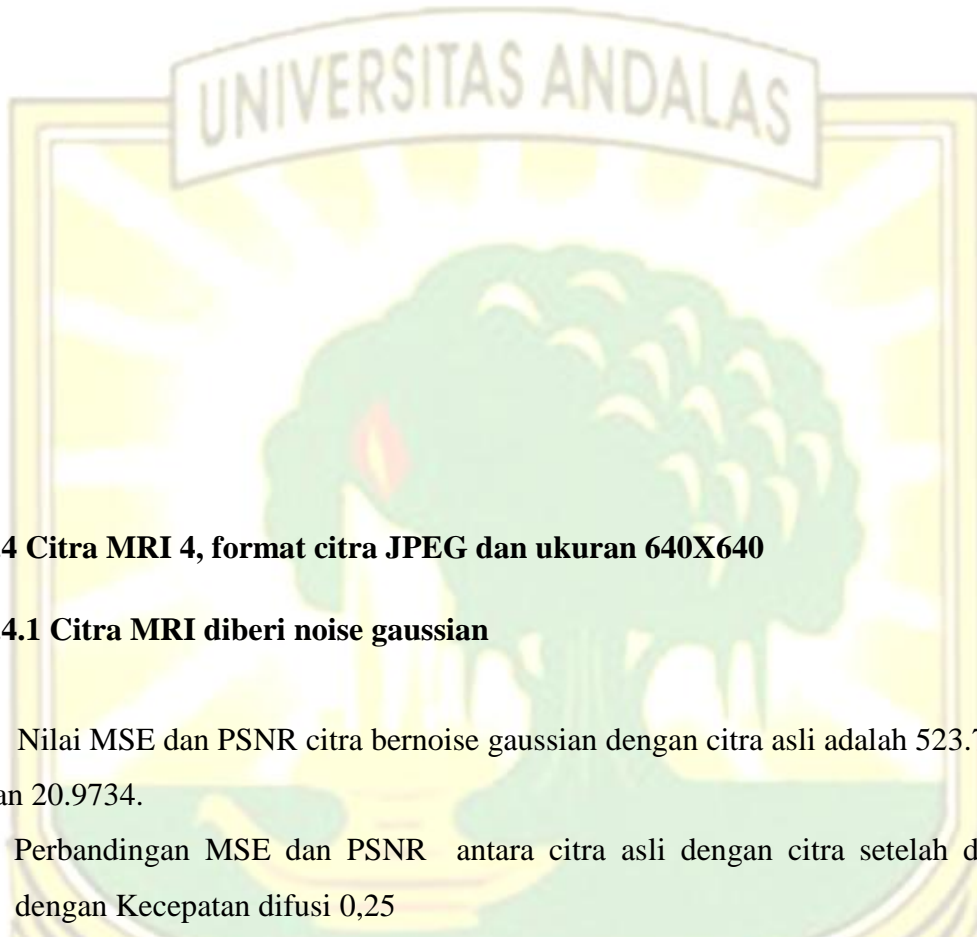 UNIVERSITAS ANDALAS
.4 Citra MRI 4, format citra JPEG dan ukuran 640X640
.4.1 Citra MRI diberi noise gaussian
Nilai MSE dan PSNR citra bernoise gaussian dengan citra asli adalah 523.
an 20.9734.
Perbandingan MSE dan PSNR antara citra asli dengan citra setelah d
dengan Kecepatan difusi 0,25